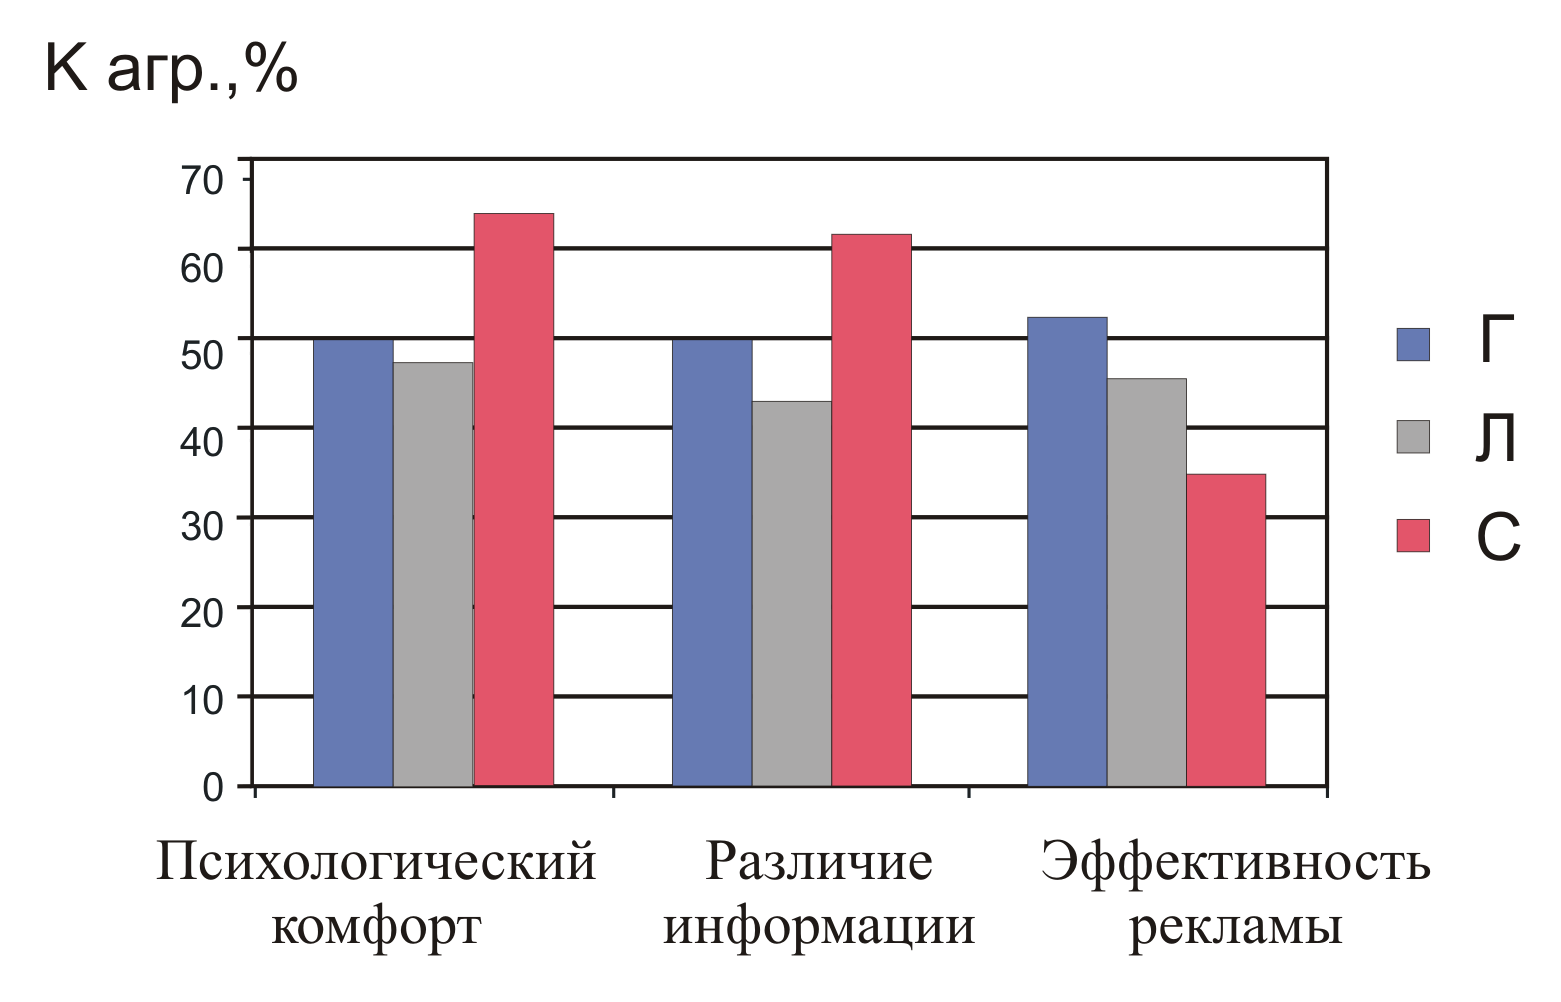 К агр.,%
70
60
50
40
30
20
10
0
Г
Л
С
Психологический
комфорт
Различие
информации
Эффективность
рекламы